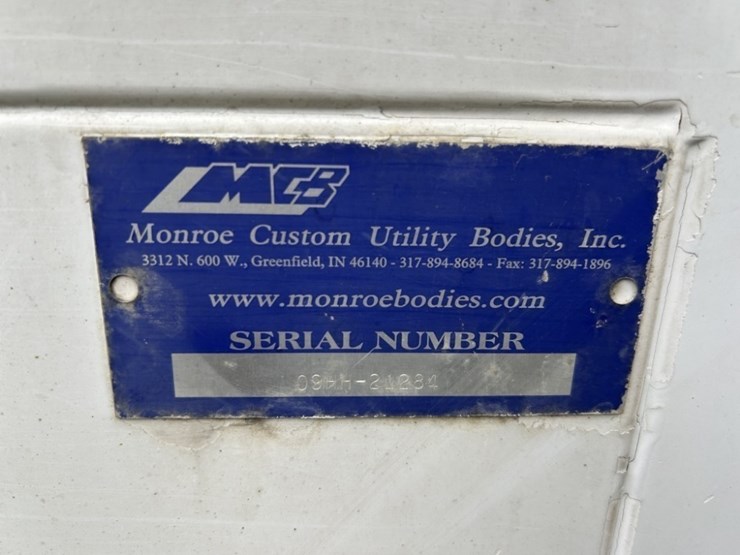 MCB
Monroe Custom Utility Bodies, Inc.
3312 N. 600 W., Greenfield, IN 46140 - 317-894-8684 - Fax: 317-894-1896
www.monroebodies.com
SERIAL NUMBER